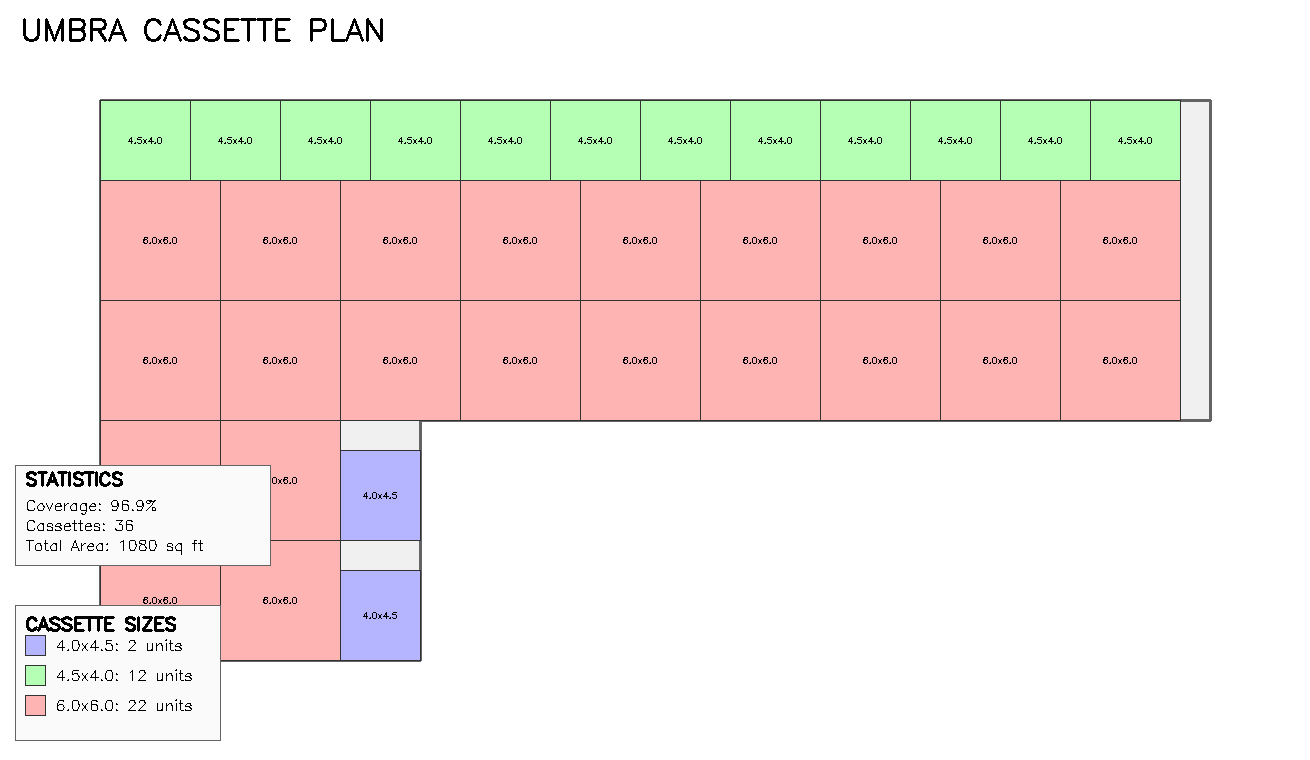 UMBRA CASSETTE PLAN
4.5x4.0 4.5x4.0 4.5x4.0 4.5x4.0 4.5x4.0 4.5x4.0 4.5x4.0 4.5x4.0 4.5x4.0 4.5x4.0 4.5x4.0 4.5x4.0
6.0x6.0 6.0x6.0 6.0x6.0 6.0x6.0 6.0x6.0 6.0x6.0 6.0x6.0 6.0x6.0 6.0x6.0
6.0x6.0 6.0x6.0 6.0x6.0 6.0x6.0 6.0x6.0 6.0x6.0 6.0x6.0 6.0x6.0 6.0x6.0
0x6.0 4.0x4.5
STATISTICS
Coverage: 96.9%
Cassettes: 36
Total Area: 1080 sq ft
6.0x6.0 6.0x6.0 4.0x4.5
CASSETTE SIZES
4.0x4.5: 2 units
4.5x4.0: 12 units
6.0x6.0: 22 units